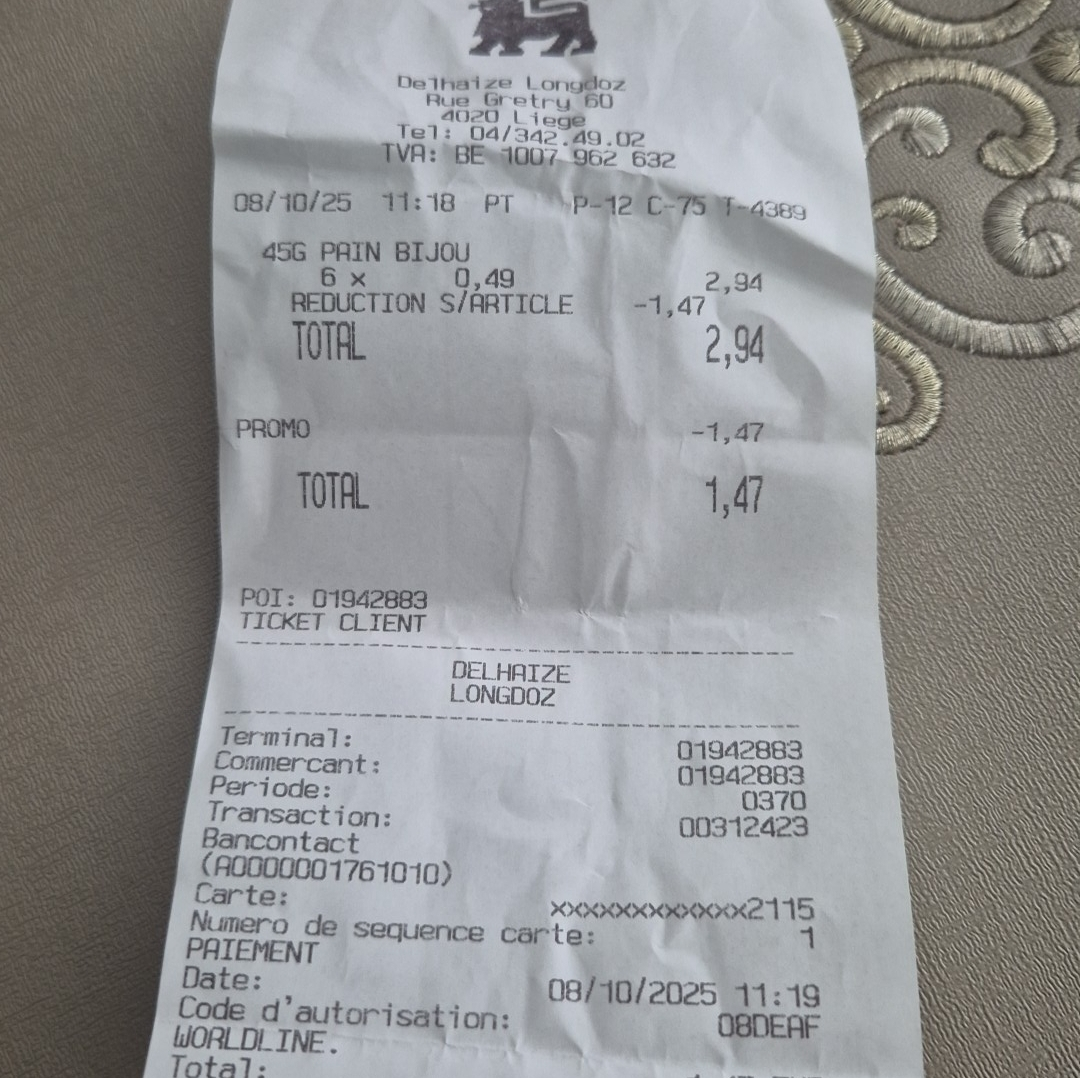 Delhaize Longdoz
Rue Gretry 60
4020 Liege
Tel: 04/342.49.02
TVA: BE 1007 962 632
08/10/25 11:18 PT P-12 C-75 T-4389
45G PAIN BIJOU
6 x 0,49 2,94
REDUCTION S/ARTICLE -1,47
TOTAL 2,94
PROMO -1,47
TOTAL 1,47
POI: 01942883
TICKET CLIENT
DELHAIZE
LONGDOZ
Terminal: 01942883
Commercant: 01942883
Periode: 0370
Transaction: 00312423
Bancontact
(A0000001761010)
Carte: xxxxxxxxxxxxx2115
Numero de sequence carte: 1
PAIEMENT
Date: 08/10/2025 11:19
Code d'autorisation: 08DEAF
WORLDLINE.
Total: